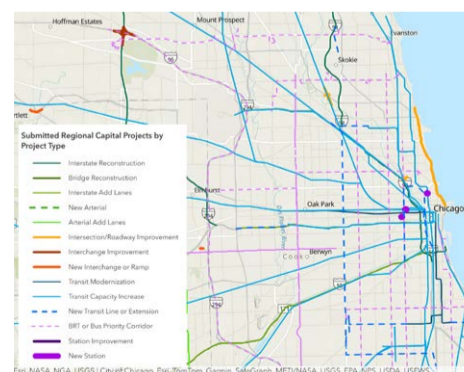 Hoffman Estates
Mount Prospect
Evanston
90
Skokie
Submitted Regional Capital Projects by
Project Type
Interstate Reconstruction
Bridge Reconstruction
Interstate Add Lanes
New Arterial
Arterial Add Lanes
Intersection/Roadway Improvement
Interchange Improvement
New Interchange or Ramp
Transit Modernization
Transit Capacity Increase
New Transit Line or Extension
BRT or Bus Priority Corridor
Station Improvement
New Station
Elmhurst
Oak Park
Chicago
Berwyn
Cook
290